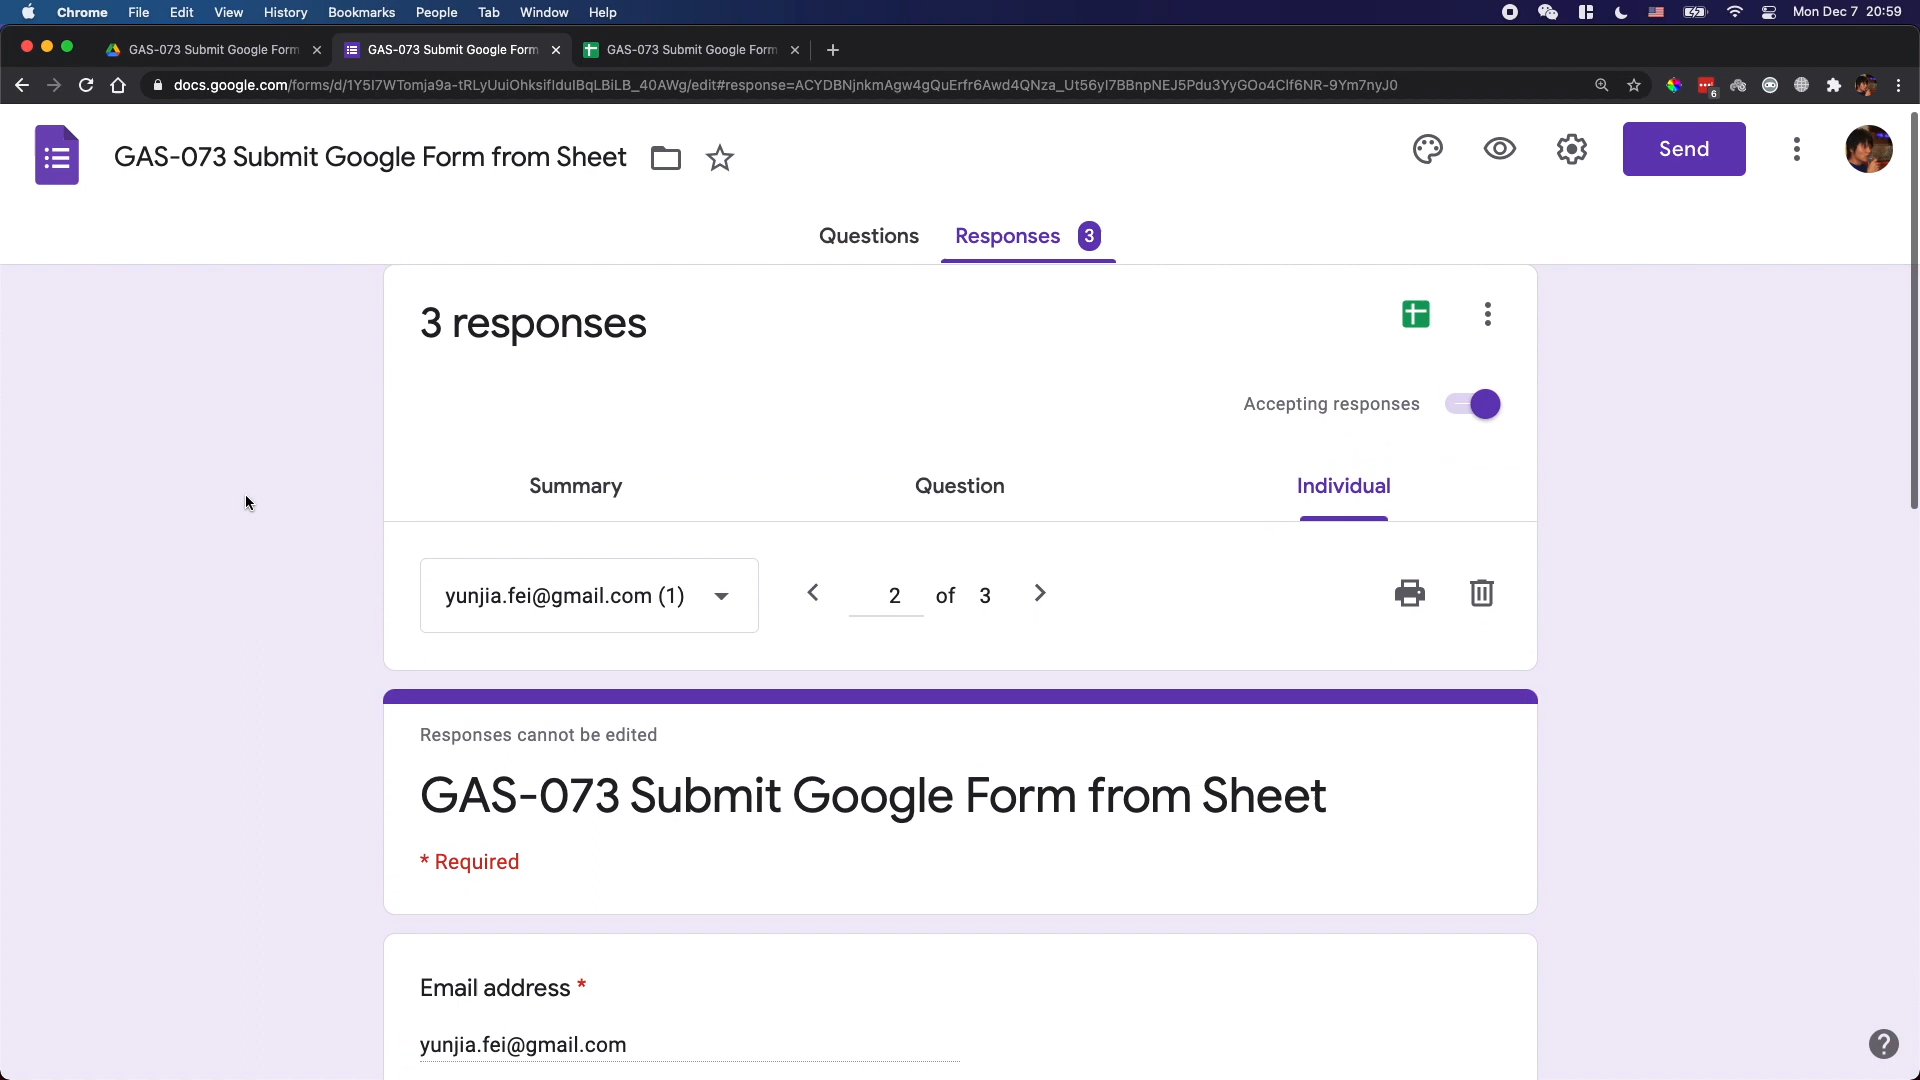 Chrome File Edit View History Bookmarks People Tab Window Help Mon Dec 7 20:59
GAS-073 Submit Google Form GAS-073 Submit Google Form GAS-073 Submit Google Form
docs.google.com/forms/d/1Y5I7WTomja9a-tRLyUuiOhksifIduIBqLBiLB_40AWg/edit#response=ACYDBNjnkmAgw4gQuErfr6Awd4QNza_Ut56yI7BBnpNEJ5Pdu3YyGOo4CIf6NR-9Ym7nyJ0
6
GAS-073 Submit Google Form from Sheet
Send
Questions Responses 3
3 responses
Accepting responses
Summary Question Individual
yunjia.fei@gmail.com (1) 2 of 3
Responses cannot be edited
GAS-073 Submit Google Form from Sheet
* Required
Email address *
yunjia.fei@gmail.com